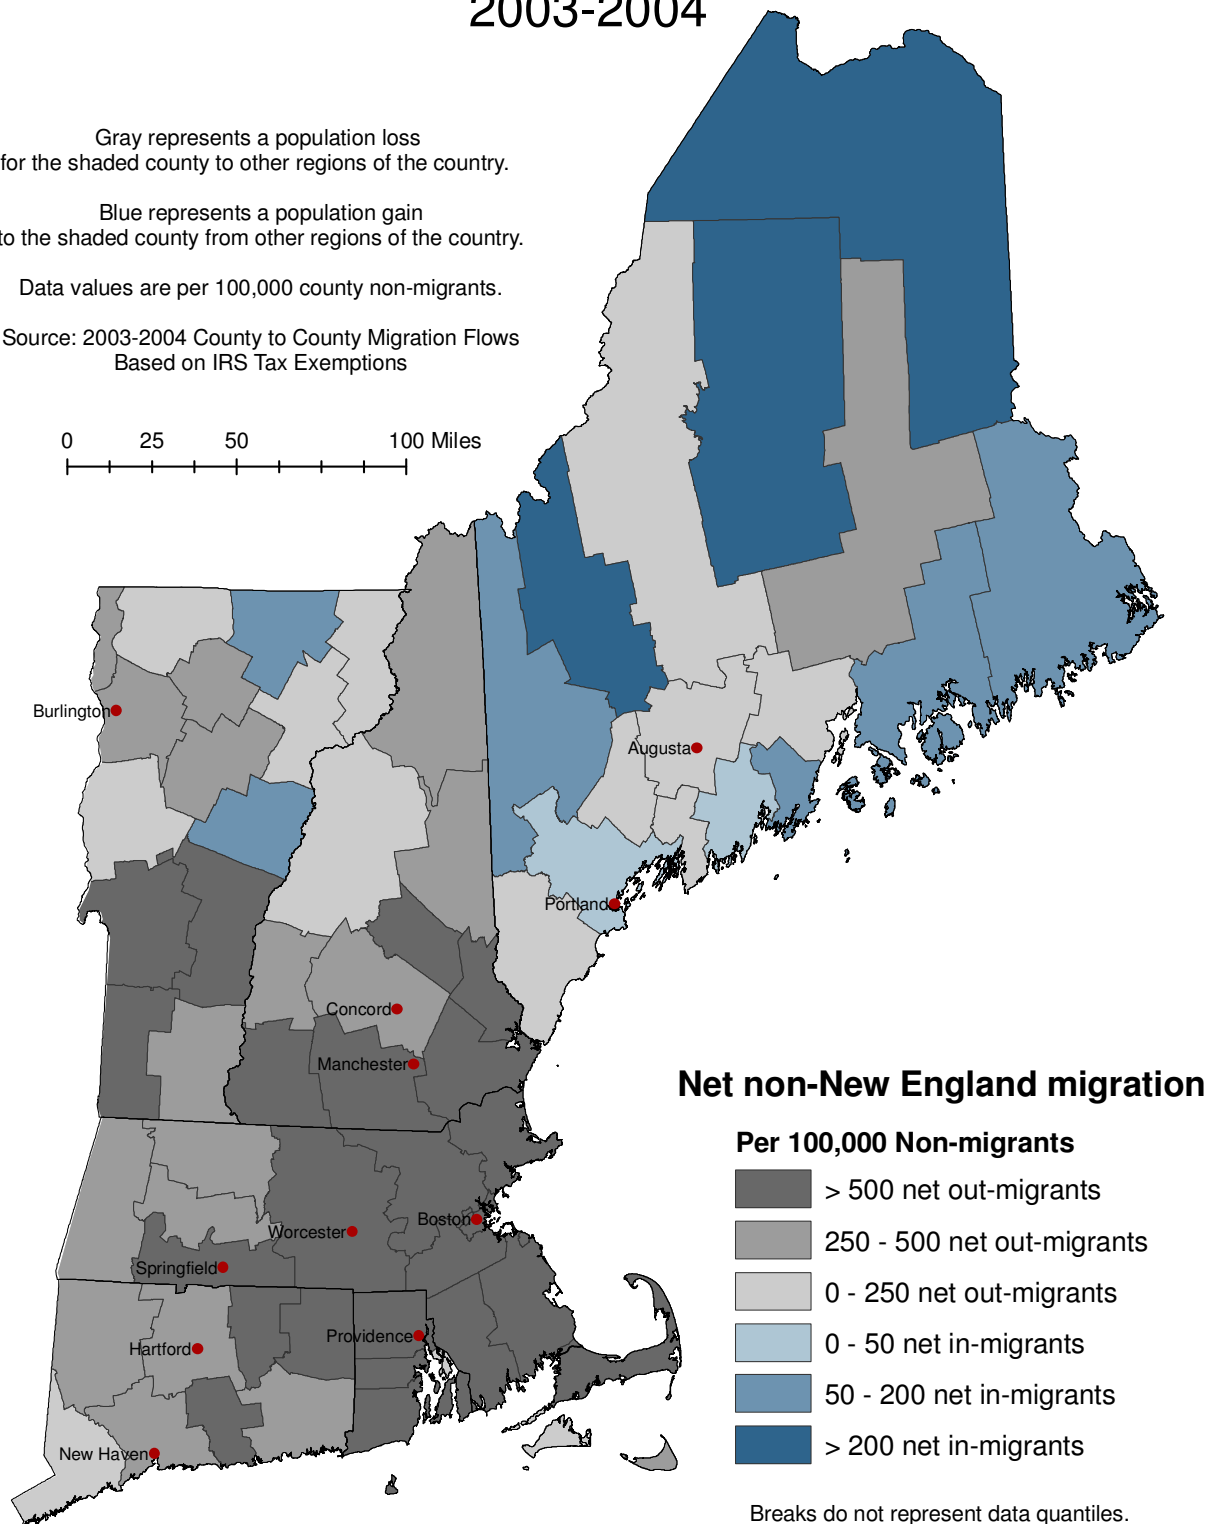 2003-2004
Gray represents a population loss
for the shaded county to other regions of the country.
Blue represents a population gain
to the shaded county from other regions of the country.
Data values are per 100,000 county non-migrants.
Source: 2003-2004 County to County Migration Flows
Based on IRS Tax Exemptions
0 25 50 100 Miles
Burlington
Augusta
Portland
Concord
Manchester
Boston
Worcester
Springfield
Providence
Hartford
New Haven
Net non-New England migration
Per 100,000 Non-migrants
> 500 net out-migrants
250 - 500 net out-migrants
0 - 250 net out-migrants
0 - 50 net in-migrants
50 - 200 net in-migrants
> 200 net in-migrants
Breaks do not represent data quantiles.